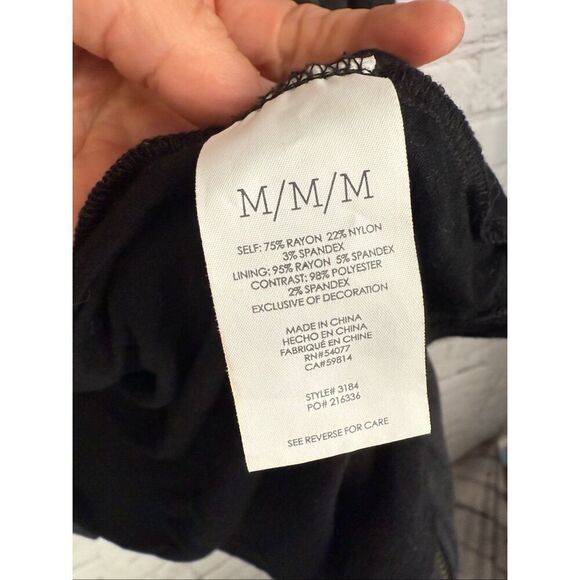 M/M/M
SELF: 75% RAYON 22% NYLON
3% SPANDEX
LINING: 95% RAYON 5% SPANDEX
CONTRAST: 98% POLYESTER
2% SPANDEX
EXCLUSIVE OF DECORATION
MADE IN CHINA
HECHO EN CHINA
FABRIQUÉ EN CHINE
RN#54077
CA#59814
STYLE# 3184
PO# 216336
SEE REVERSE FOR CARE